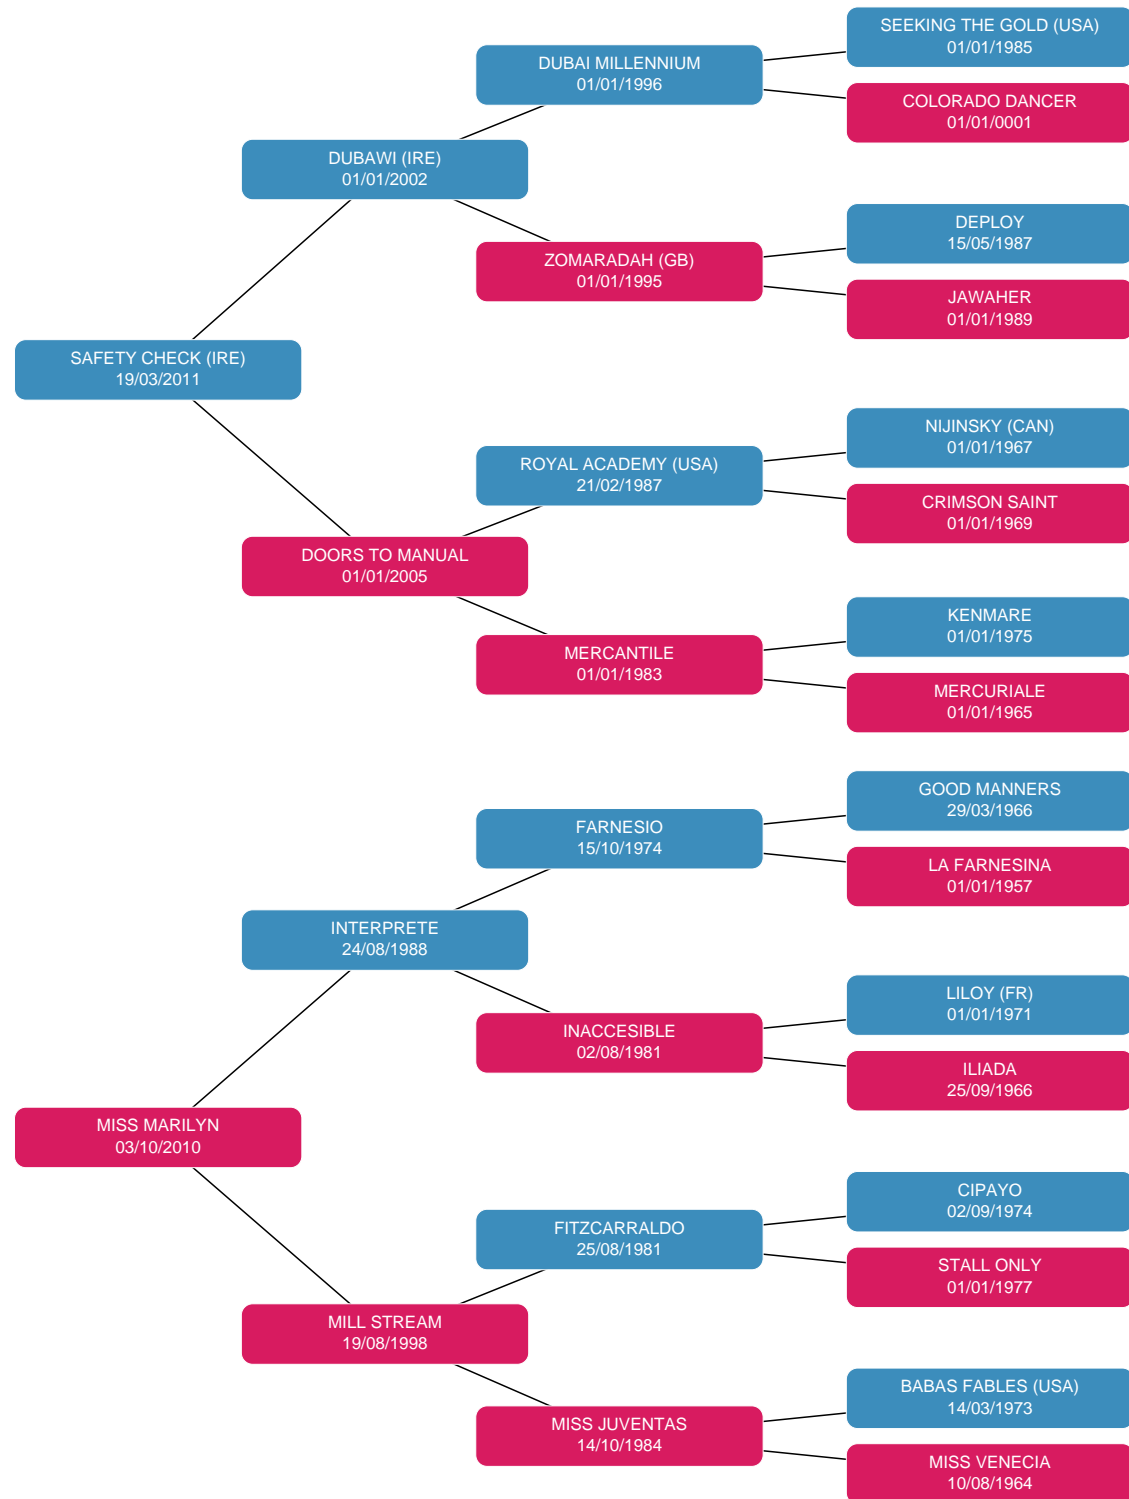 SEEKING THE GOLD (USA)
01/01/1985
DUBAI MILLENNIUM
01/01/1996
COLORADO DANCER
01/01/0001
DUBAWI (IRE)
01/01/2002
DEPLOY
15/05/1987
ZOMARADAH (GB)
01/01/1995
JAWAHER
01/01/1989
SAFETY CHECK (IRE)
19/03/2011
NIJINSKY (CAN)
01/01/1967
ROYAL ACADEMY (USA)
21/02/1987
CRIMSON SAINT
01/01/1969
DOORS TO MANUAL
01/01/2005
KENMARE
01/01/1975
MERCANTILE
01/01/1983
MERCURIALE
01/01/1965
GOOD MANNERS
29/03/1966
FARNESIO
15/10/1974
LA FARNESINA
01/01/1957
INTERPRETE
24/08/1988
LILOY (FR)
01/01/1971
INACCESIBLE
02/08/1981
ILIADA
25/09/1966
MISS MARILYN
03/10/2010
CIPAYO
02/09/1974
FITZCARRALDO
25/08/1981
STALL ONLY
01/01/1977
MILL STREAM
19/08/1998
BABAS FABLES (USA)
14/03/1973
MISS JUVENTAS
14/10/1984
MISS VENECIA
10/08/1964